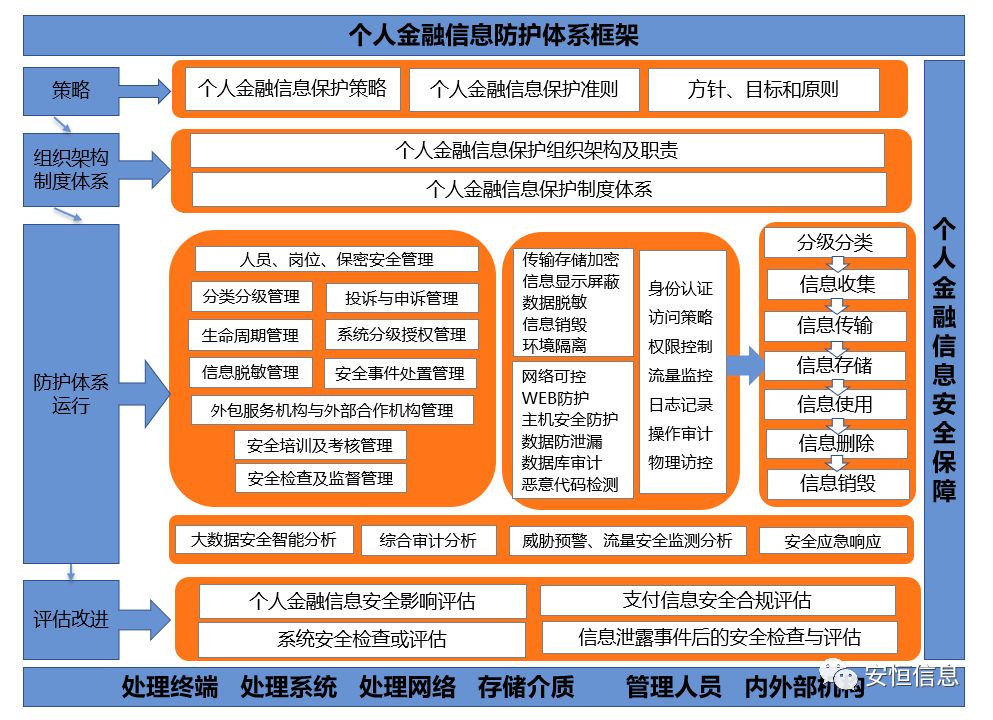 个人金融信息防护体系框架
策略
个人金融信息保护策略
个人金融信息保护准则
方针、目标和原则
组织架构
制度体系
个人金融信息保护组织架构及职责
个人金融信息保护制度体系
防护体系
运行
人员、岗位、保密安全管理
分类分级管理
投诉与申诉管理
生命周期管理
系统分级授权管理
信息脱敏管理
安全事件处置管理
外包服务机构与外部合作机构管理
安全培训及考核管理
安全检查及监督管理
传输存储加密
信息显示屏蔽
数据脱敏
信息销毁
环境隔离
网络可控
WEB防护
主机安全防护
数据防泄漏
数据库审计
恶意代码检测
身份认证
访问策略
权限控制
流量监控
日志记录
操作审计
物理访控
分级分类
信息收集
信息传输
信息存储
信息使用
信息删除
信息销毁
大数据安全智能分析
综合审计分析
威胁预警、流量安全监测分析
安全应急响应
评估改进
个人金融信息安全影响评估
支付信息安全合规评估
系统安全检查或评估
信息泄露事件后的安全检查与评估
个人金融信息安全保障
处理终端 处理系统 处理网络 存储介质 管理人员 内外部机构
安恒信息